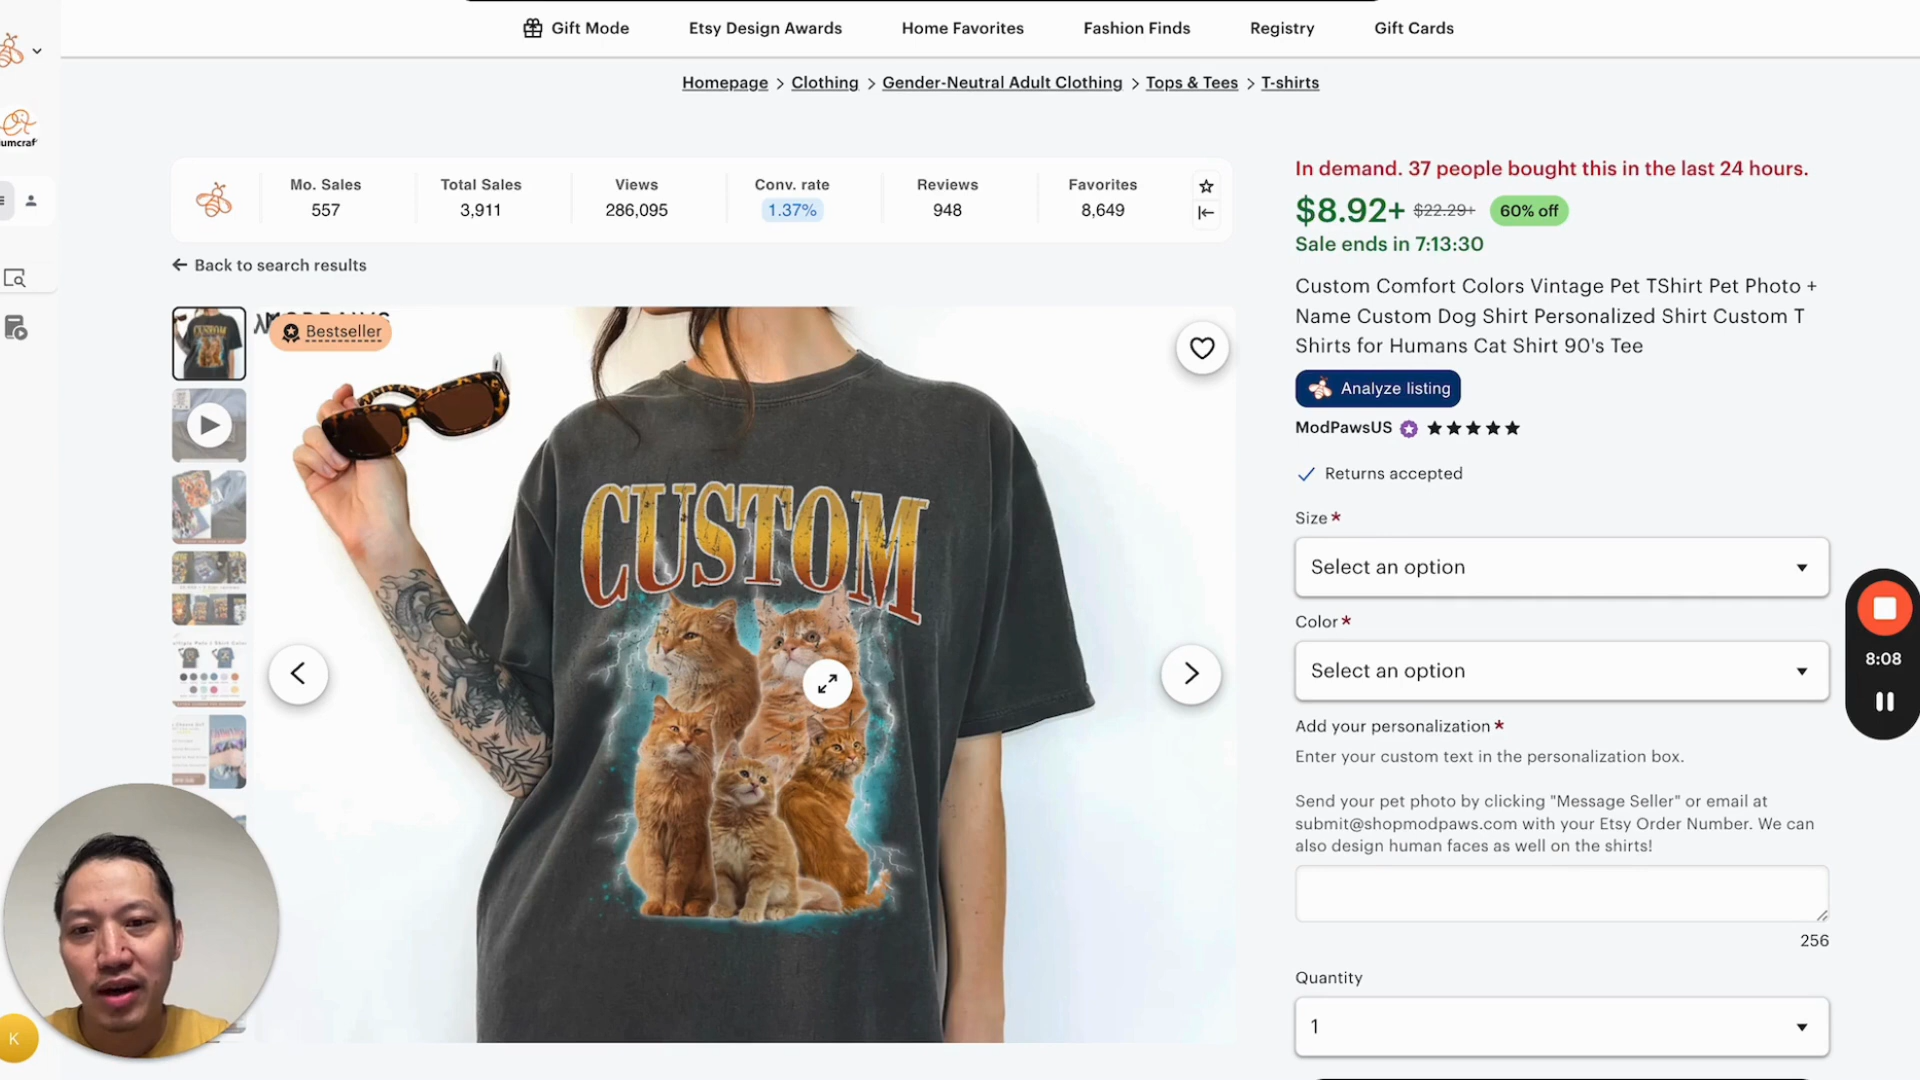 Gift Mode
Etsy Design Awards
Home Favorites
Fashion Finds
Registry
Gift Cards
Homepage > Clothing > Gender-Neutral Adult Clothing > Tops & Tees > T-shirts
Mo. Sales
557
Total Sales
3,911
Views
286,095
Conv. rate
1.37%
Reviews
948
Favorites
8,649
Back to search results
Bestseller
CUSTOM
In demand. 37 people bought this in the last 24 hours.
$8.92+ $22.29+ 60% off
Sale ends in 7:13:30
Custom Comfort Colors Vintage Pet TShirt Pet Photo +
Name Custom Dog Shirt Personalized Shirt Custom T
Shirts for Humans Cat Shirt 90's Tee
Analyze listing
ModPawsUS
Returns accepted
Size *
Select an option
Color *
Select an option
Add your personalization *
Enter your custom text in the personalization box.
Send your pet photo by clicking "Message Seller" or email at
submit@shopmodpaws.com with your Etsy Order Number. We can
also design human faces as well on the shirts!
256
Quantity
1
8:08
K